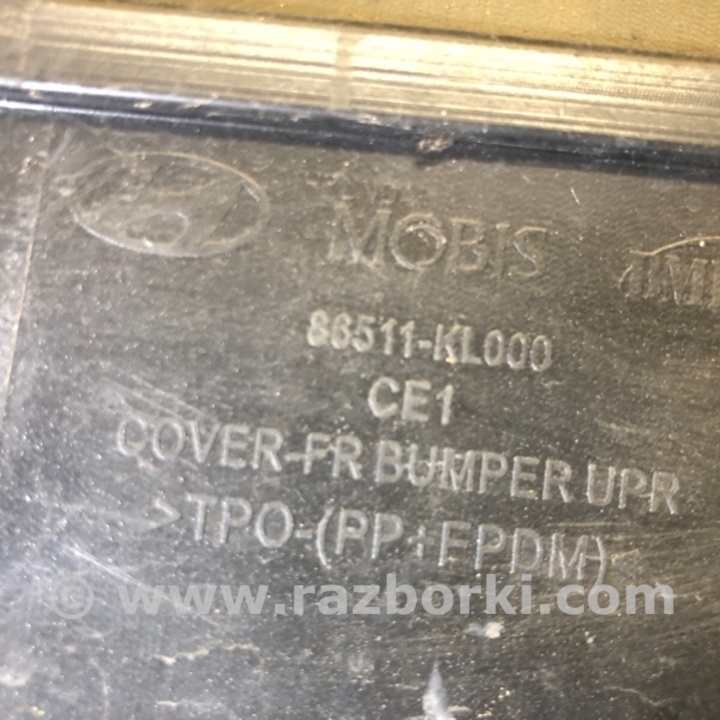 MOBIS
86511-KL000
CE1
COVER-FR BUMPER UPR
>TPO-(PP+EPDM)<
© www.razborki.com